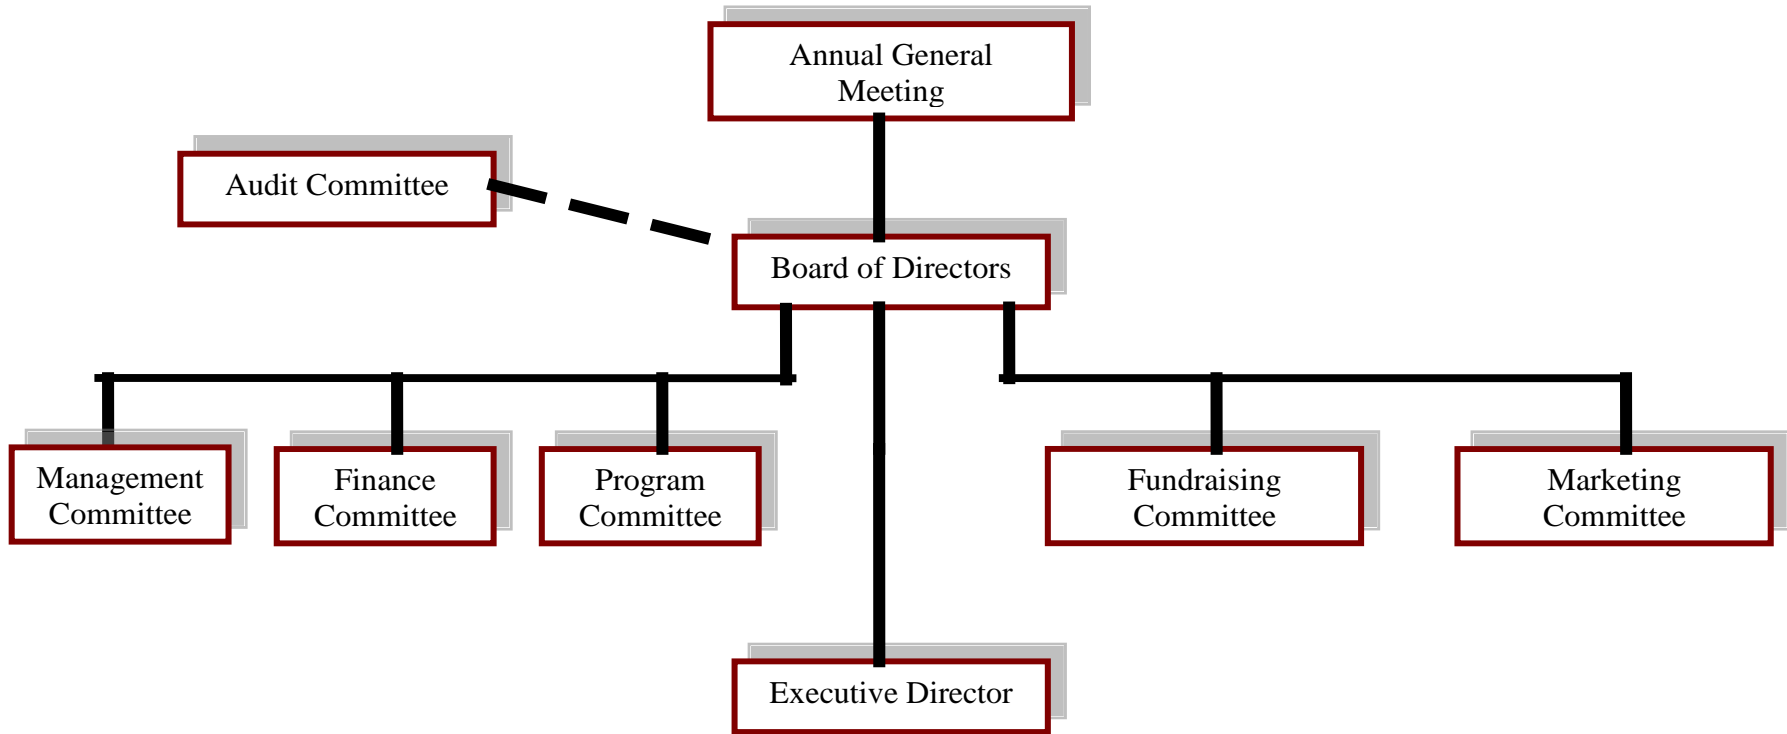 Annual General
Meeting
Audit Committee
Board of Directors
Management
Committee
Finance
Committee
Program
Committee
Fundraising
Committee
Marketing
Committee
Executive Director